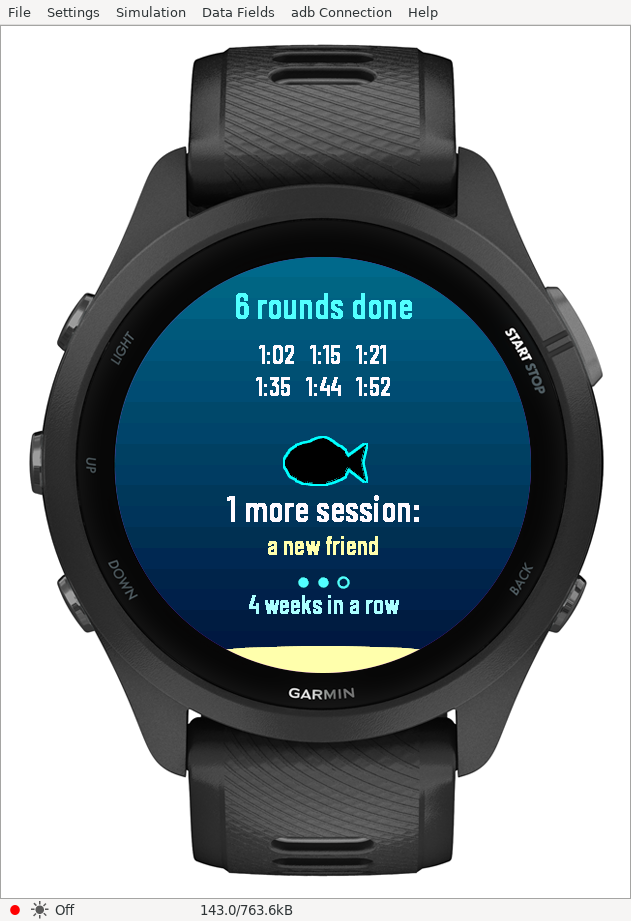 File Settings Simulation Data Fields adb Connection Help
6 rounds done
1:02 1:15 1:21
1:35 1:44 1:52
1 more session:
a new friend
4 weeks in a row
LIGHT
UP
DOWN
START STOP
BACK
GARMIN
Off 143.0/763.6kB